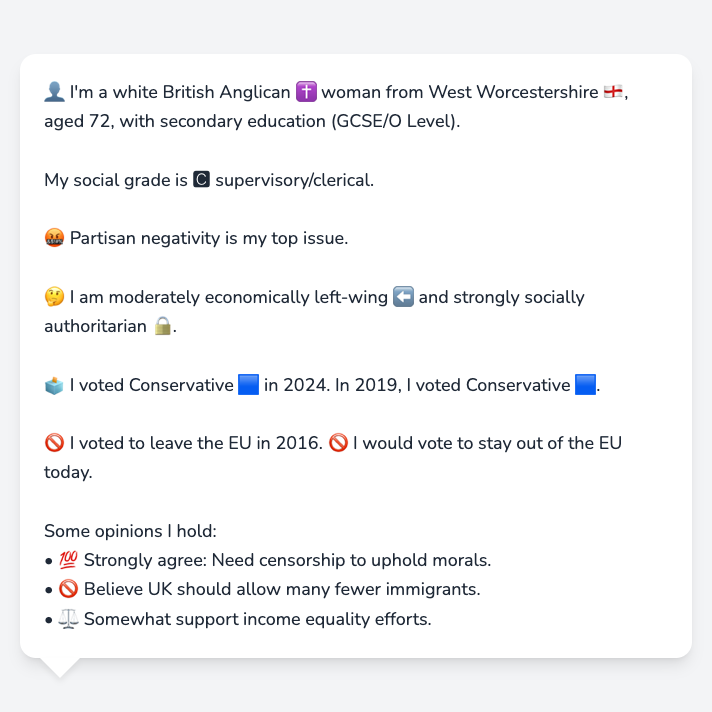 👤 I'm a white British Anglican ✝️ woman from West Worcestershire 🏴󠁧󠁢󠁥󠁮󠁧󠁿,
aged 72, with secondary education (GCSE/O Level).
My social grade is 🅲 supervisory/clerical.
🤬 Partisan negativity is my top issue.
🤔 I am moderately economically left-wing ⬅️ and strongly socially
authoritarian 🔒.
🗳️ I voted Conservative 🟦 in 2024. In 2019, I voted Conservative 🟦.
🚫 I voted to leave the EU in 2016. 🚫 I would vote to stay out of the EU
today.
Some opinions I hold:
• 💯 Strongly agree: Need censorship to uphold morals.
• 🚫 Believe UK should allow many fewer immigrants.
• ⚖️ Somewhat support income equality efforts.